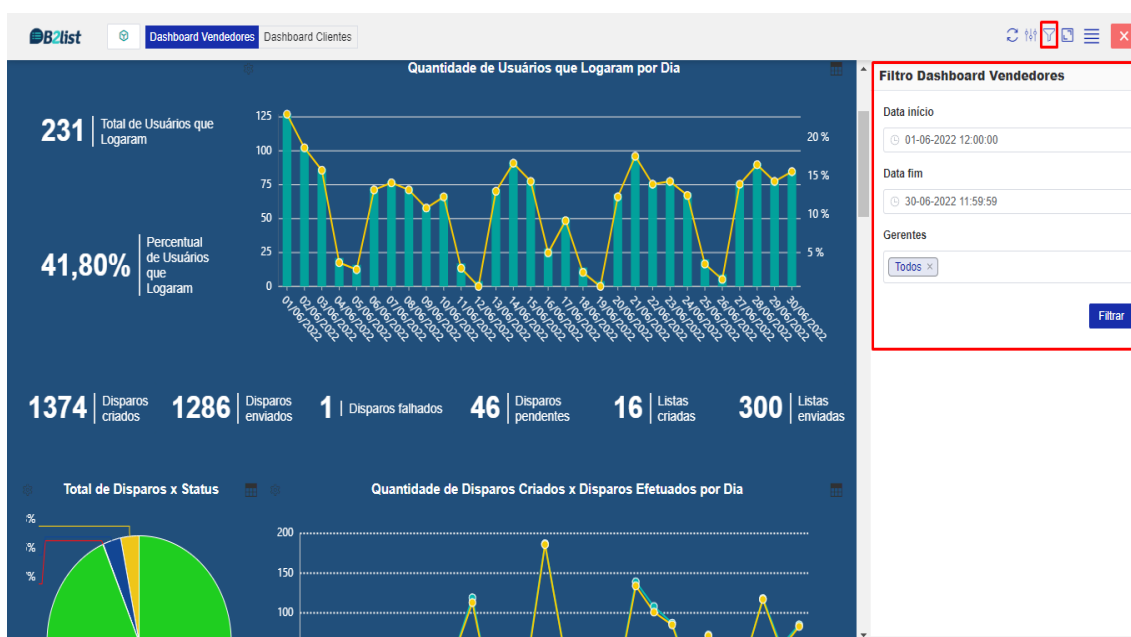 B2list
Dashboard Vendedores
Dashboard Clientes
Quantidade de Usuários que Logaram por Dia
231
Total de Usuários que
Logaram
41,80%
Percentual
de Usuários
que
Logaram
125
100
75
50
25
0
20 %
15 %
10 %
5 %
01/06/2022
02/06/2022
03/06/2022
04/06/2022
05/06/2022
06/06/2022
07/06/2022
08/06/2022
09/06/2022
10/06/2022
11/06/2022
12/06/2022
13/06/2022
14/06/2022
15/06/2022
16/06/2022
17/06/2022
18/06/2022
19/06/2022
20/06/2022
21/06/2022
22/06/2022
23/06/2022
24/06/2022
25/06/2022
26/06/2022
27/06/2022
28/06/2022
29/06/2022
30/06/2022
1374
Disparos
criados
1286
Disparos
enviados
1
Disparos falhados
46
Disparos
pendentes
16
Listas
criadas
300
Listas
enviadas
Total de Disparos x Status
%
%
%
Quantidade de Disparos Criados x Disparos Efetuados por Dia
200
150
100
Filtro Dashboard Vendedores
Data início
01-06-2022 12:00:00
Data fim
30-06-2022 11:59:59
Gerentes
Todos ×
Filtrar